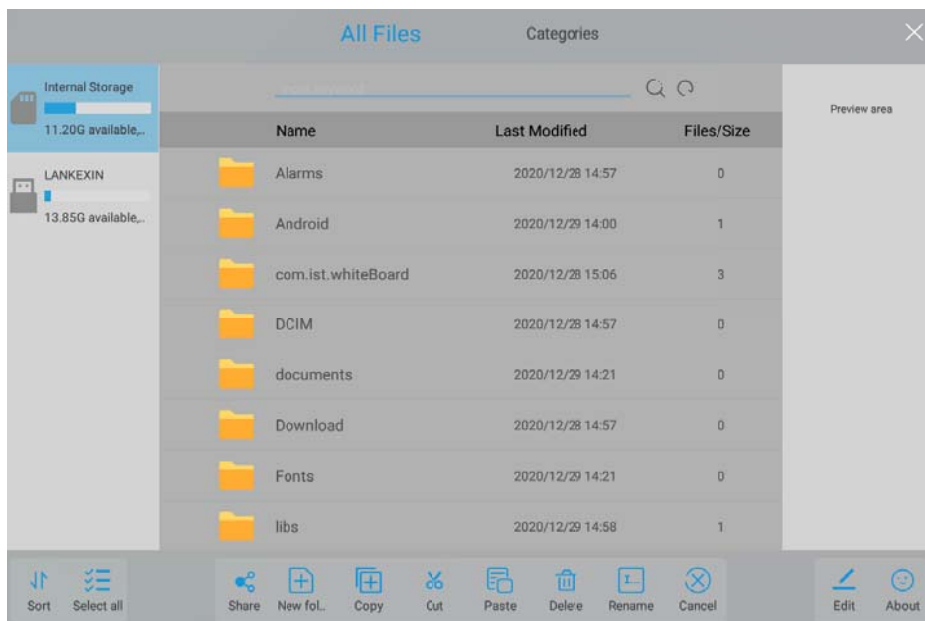 All Files Categories
Internal Storage
11.20G available,..
LANKEXIN
13.85G available,..
Name Last Modified Files/Size
Alarms 2020/12/28 14:57 0
Android 2020/12/29 14:00 1
com.ist.whiteBoard 2020/12/28 15:06 3
DCIM 2020/12/28 14:57 0
documents 2020/12/29 14:21 0
Download 2020/12/28 14:57 0
Fonts 2020/12/29 14:21 0
libs 2020/12/29 14:58 1
Preview area
Sort Select all Share New fol.. Copy Cut Paste Delete Rename Cancel Edit About